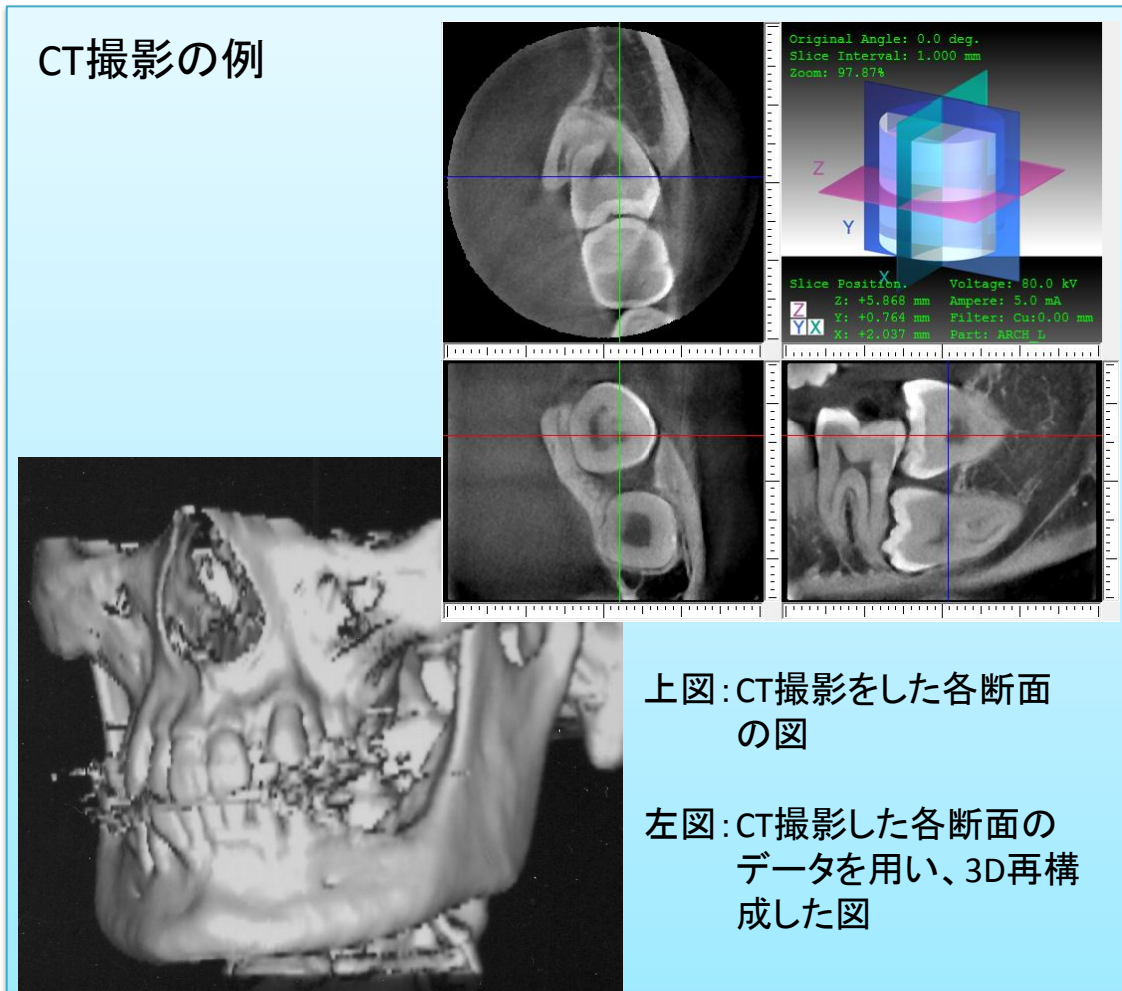 CT撮影の例
Original Angle: 0.0 deg.
Slice Interval: 1.000 mm
Zoom: 97.87%
Z
Y
X
Slice Position:
Z: +5.868 mm
Y: +0.764 mm
X: +2.037 mm
Voltage: 80.0 kV
Ampere: 5.0 mA
Filter: Cu:0.00 mm
Part: ARCH_L
Z
Y X
上図：CT撮影をした各断面
の図
左図：CT撮影した各断面の
データを用い、3D再構
成した図